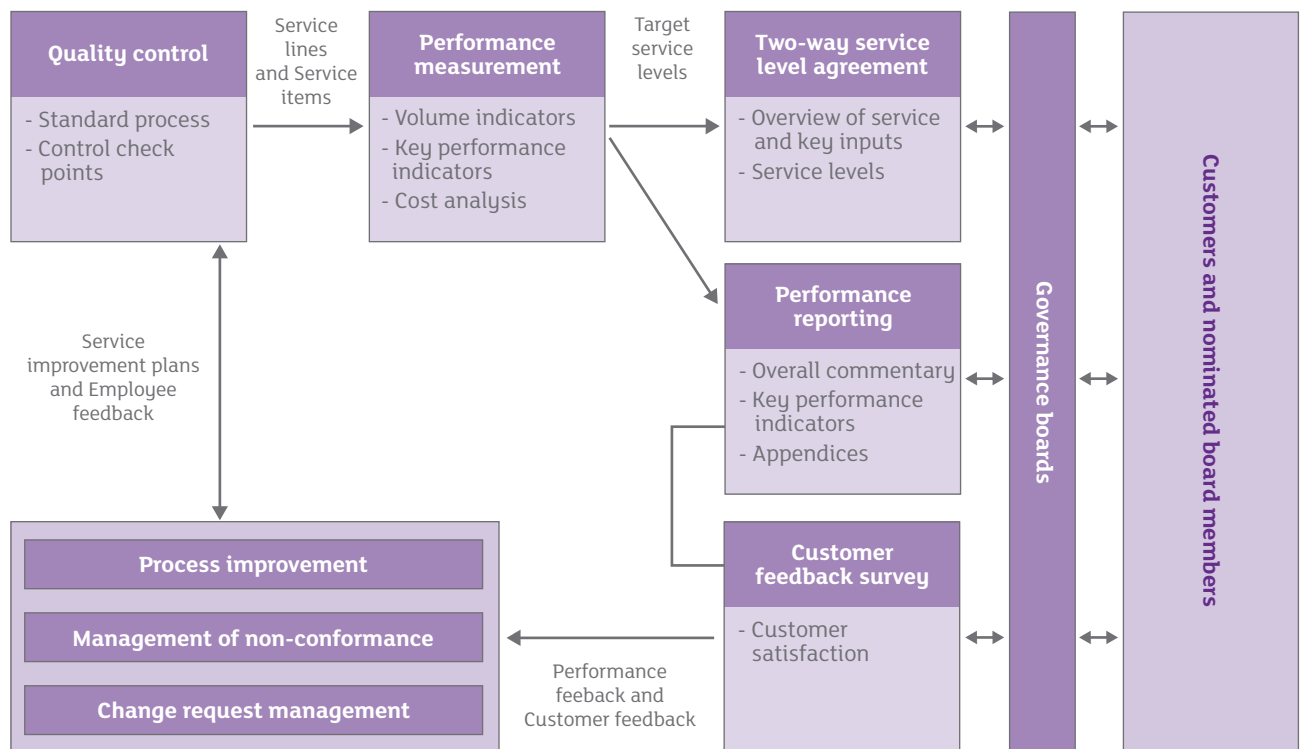 Quality control
- Standard process
- Control check
points
Service
lines
and Service
items
Performance
measurement
- Volume indicators
- Key performance
indicators
- Cost analysis
Target
service
levels
Two-way service
level agreement
- Overview of service
and key inputs
- Service levels
Performance
reporting
- Overall commentary
- Key performance
indicators
- Appendices
Customer
feedback survey
- Customer
satisfaction
Governance boards
Customers and nominated board members
Service
improvement plans
and Employee
feedback
Process improvement
Management of non-conformance
Change request management
Performance
feeback and
Customer feedback